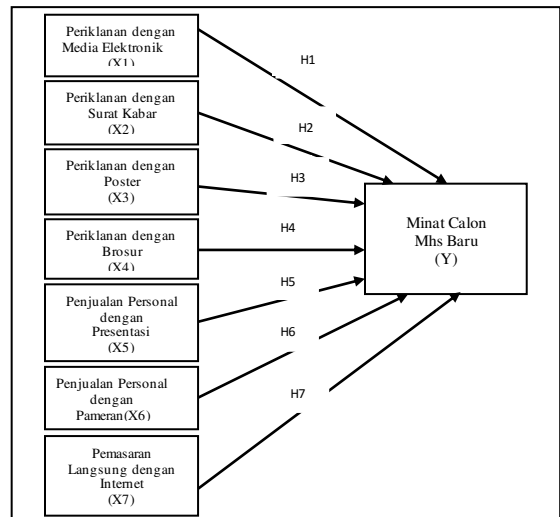 Periklanan dengan
Media Elektronik
(X1)
H1
Periklanan dengan
Surat Kabar
(X2)
H2
Periklanan dengan
Poster
(X3)
H3
Periklanan dengan
Brosur
(X4)
H4
Penjualan Personal
dengan
Presentasi
(X5)
H5
Penjualan Personal
dengan
Pameran(X6)
H6
Pemasaran
Langsung dengan
Internet
(X7)
H7
Minat Calon
Mhs Baru
(Y)